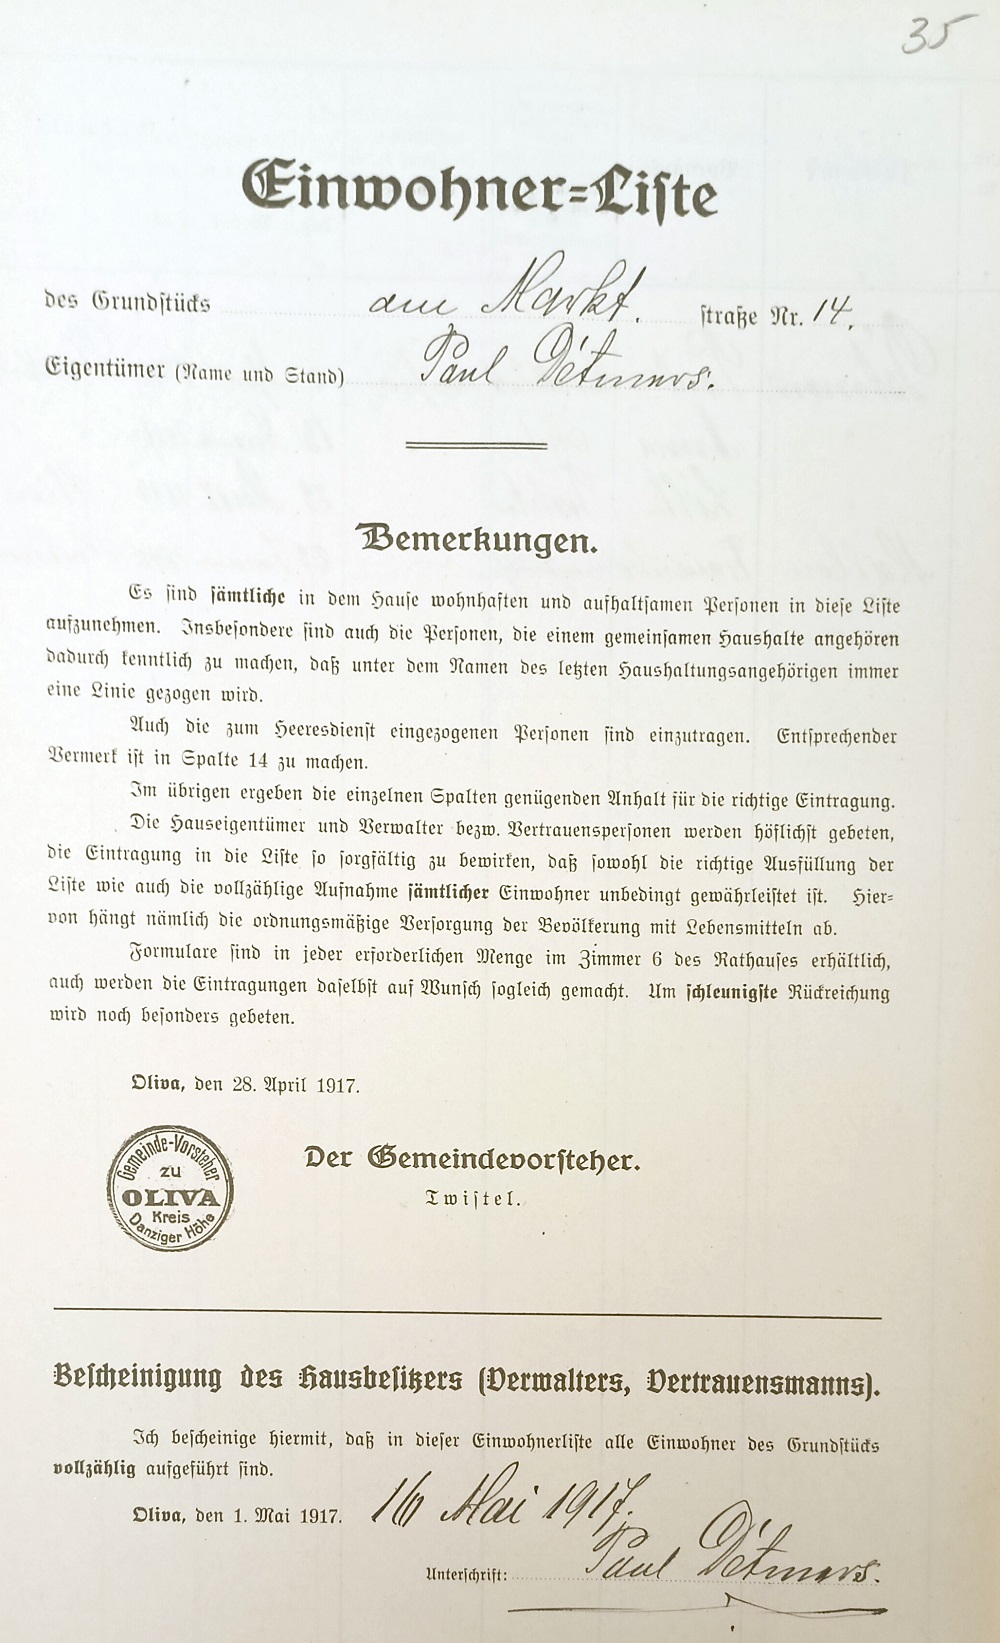 35
Einwohner=Liste
des Grundstücks am Markt. straße Nr. 14.
Eigentümer (Name und Stand) Paul Ditmars.
Bemerkungen.
Es sind sämtliche in dem Hause wohnhaften und aufhaltsamen Personen in diese Liste
aufzunehmen. Insbesondere sind auch die Personen, die einem gemeinsamen Haushalte angehören
dadurch kenntlich zu machen, daß unter dem Namen des letzten Haushaltungsangehörigen immer
eine Linie gezogen wird.
Auch die zum Heeresdienst eingezogenen Personen sind einzutragen. Entsprechender
Vermerk ist in Spalte 14 zu machen.
Im übrigen ergeben die einzelnen Spalten genügenden Anhalt für die richtige Eintragung.
Die Hauseigentümer und Verwalter bezw. Vertrauenspersonen werden höflichst gebeten,
die Eintragung in die Liste so sorgfältig zu bewirken, daß sowohl die richtige Ausfüllung der
Liste wie auch die vollzählige Aufnahme sämtlicher Einwohner unbedingt gewährleistet ist. Hier=
von hängt nämlich die ordnungsmäßige Versorgung der Bevölkerung mit Lebensmitteln ab.
Formulare sind in jeder erforderlichen Menge im Zimmer 6 des Rathauses erhältlich,
auch werden die Eintragungen daselbst auf Wunsch sogleich gemacht. Um schleunigste Rückreichung
wird noch besonders gebeten.
Oliva, den 28. April 1917.
Gemeinde-Vorsteher
zu
OLIVA
Kreis
Danziger Höhe
Der Gemeindevorsteher.
Twistel.
Bescheinigung des Hausbesitzers (Verwalters, Vertrauensmanns).
Ich bescheinige hiermit, daß in dieser Einwohnerliste alle Einwohner des Grundstücks
vollzählig aufgeführt sind.
Oliva, den 1. Mai 1917. 16 Mai 1917.
Unterschrift: Paul Ditmars.